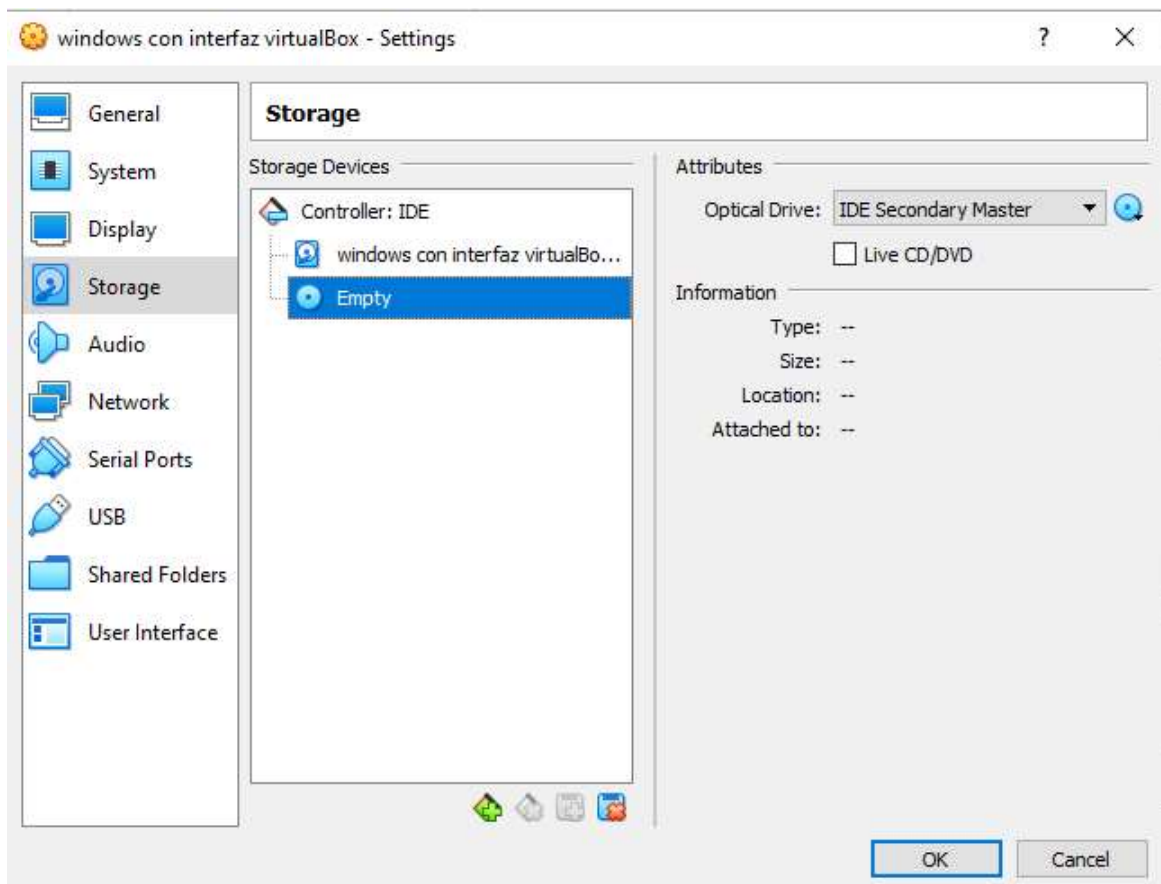 windows con interfaz virtualBox - Settings
?
General
System
Display
Storage
Audio
Network
Serial Ports
USB
Shared Folders
User Interface
Storage
Storage Devices
Controller: IDE
windows con interfaz virtualBo...
Empty
Attributes
Optical Drive: IDE Secondary Master
Live CD/DVD
Information
Type: --
Size: --
Location: --
Attached to: --
OK
Cancel